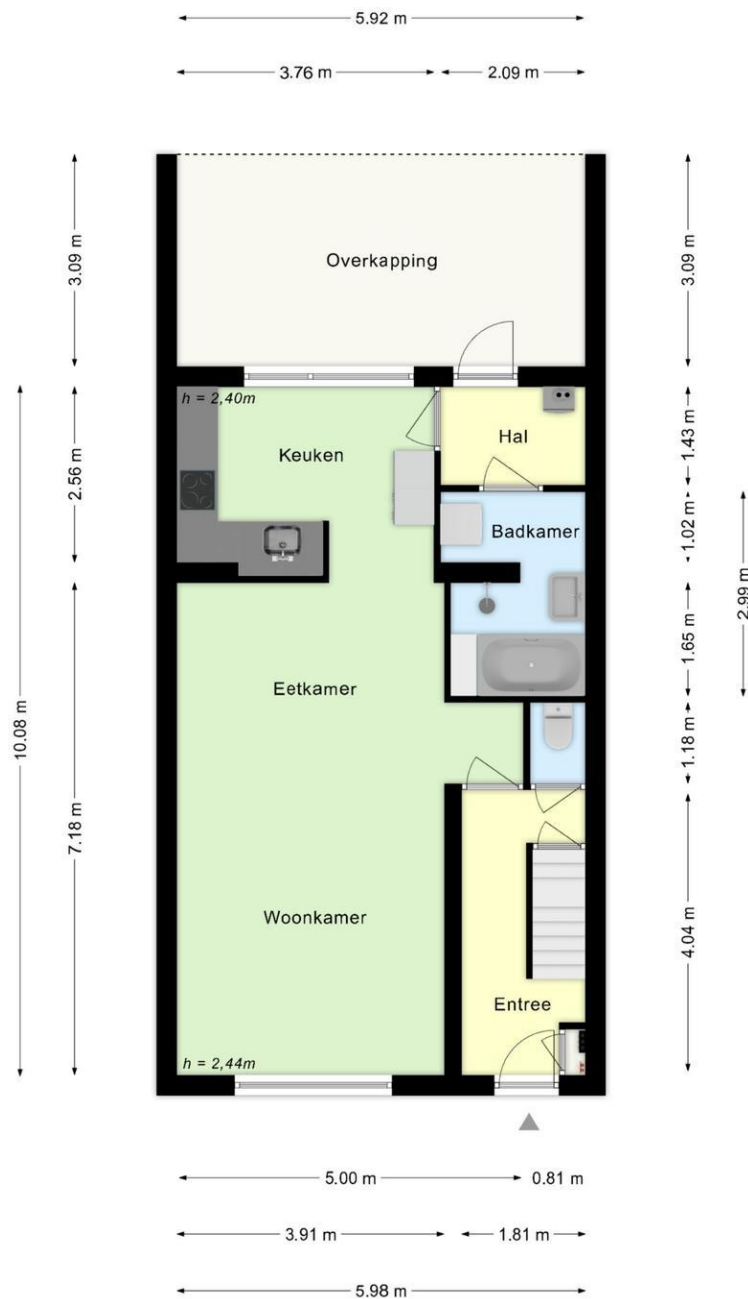 5.92 m
3.76 m 2.09 m
3.09 m
3.09 m
Overkapping
h = 2,40m
Keuken
Hal
1.43 m
2.56 m
Badkamer
1.02 m
2.99 m
1.65 m
Eetkamer
1.18 m
10.08 m
7.18 m
Woonkamer
4.04 m
Entree
h = 2,44m
5.00 m 0.81 m
3.91 m 1.81 m
5.98 m